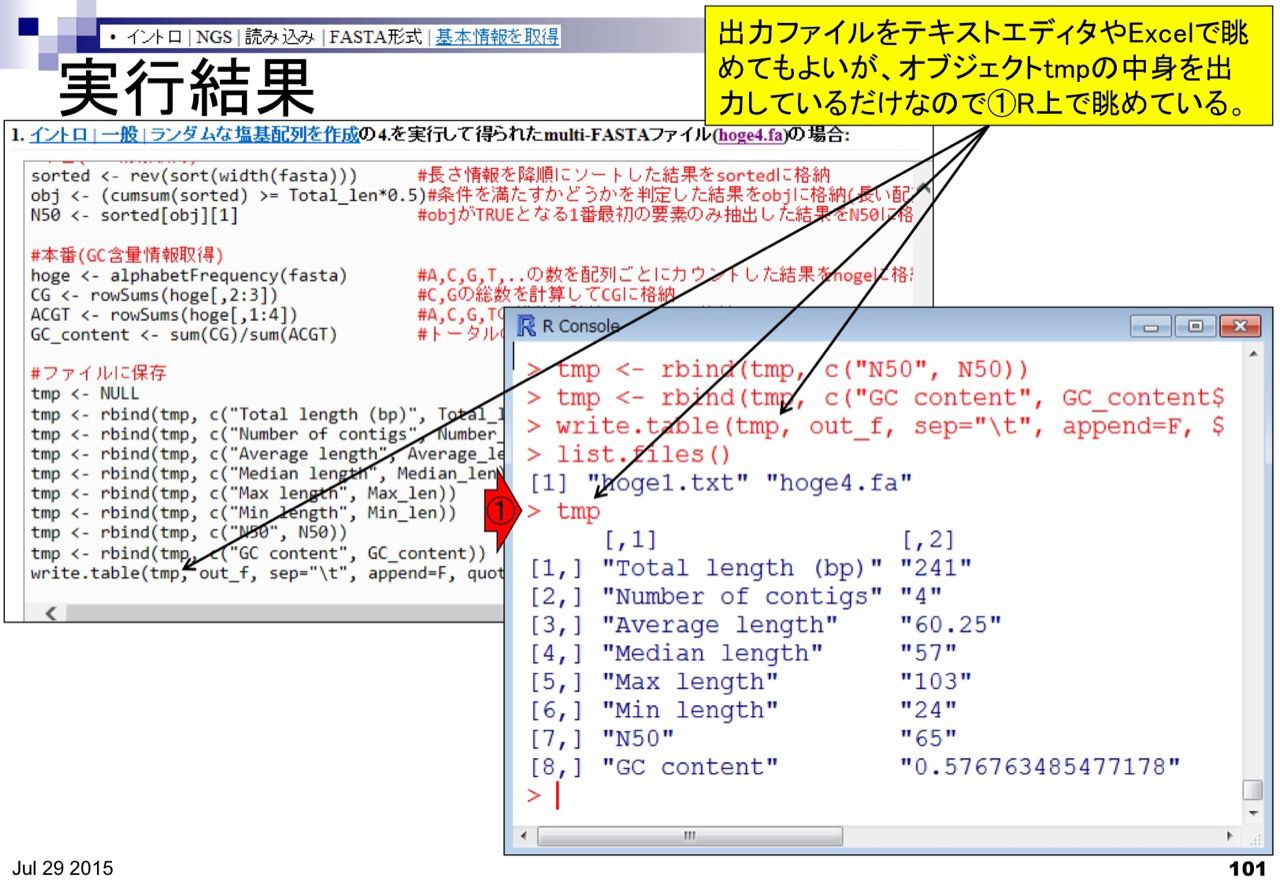 • イントロ | NGS | 読み込み | FASTA形式 | 基本情報を取得
実行結果
出力ファイルをテキストエディタやExcelで眺
めてもよいが、オブジェクトtmpの中身を出
力しているだけなので①R上で眺めている。
1. イントロ | 一般 | ランダムな塩基配列を作成の4.を実行して得られたmulti-FASTAファイル(hoge4.fa)の場合:
sorted <- rev(sort(width(fasta))) #長さ情報を降順にソートした結果をsortedに格納
obj <- (cumsum(sorted) >= Total_len*0.5)#条件を満たすかどうかを判定した結果をobjに格納(長い配
N50 <- sorted[obj][1] #objがTRUEとなる1番最初の要素のみ抽出した結果をN50に格
#本番(GC含量情報取得)
hoge <- alphabetFrequency(fasta) #A,C,G,T,..の数を配列ごとにカウントした結果をhogeに格
CG <- rowSums(hoge[,2:3]) #C,Gの総数を計算してCGに格納
ACGT <- rowSums(hoge[,1:4]) #A,C,G,Tの
GC_content <- sum(CG)/sum(ACGT) #トータルの
#ファイルに保存
tmp <- NULL
tmp <- rbind(tmp, c("Total length (bp)", Total_l
tmp <- rbind(tmp, c("Number of contigs", Number_
tmp <- rbind(tmp, c("Average length", Average_le
tmp <- rbind(tmp, c("Median length", Median_len
tmp <- rbind(tmp, c("Max length", Max_len))
tmp <- rbind(tmp, c("Min length", Min_len))
tmp <- rbind(tmp, c("N50", N50))
tmp <- rbind(tmp, c("GC content", GC_content))
write.table(tmp, out_f, sep="\t", append=F, quot
R Console
> tmp <- rbind(tmp, c("N50", N50))
> tmp <- rbind(tmp, c("GC content", GC_content$
> write.table(tmp, out_f, sep="\t", append=F, $
> list.files()
[1] "hoge1.txt" "hoge4.fa"
① > tmp
[,1] [,2]
[1,] "Total length (bp)" "241"
[2,] "Number of contigs" "4"
[3,] "Average length" "60.25"
[4,] "Median length" "57"
[5,] "Max length" "103"
[6,] "Min length" "24"
[7,] "N50" "65"
[8,] "GC content" "0.576763485477178"
>
Jul 29 2015
101